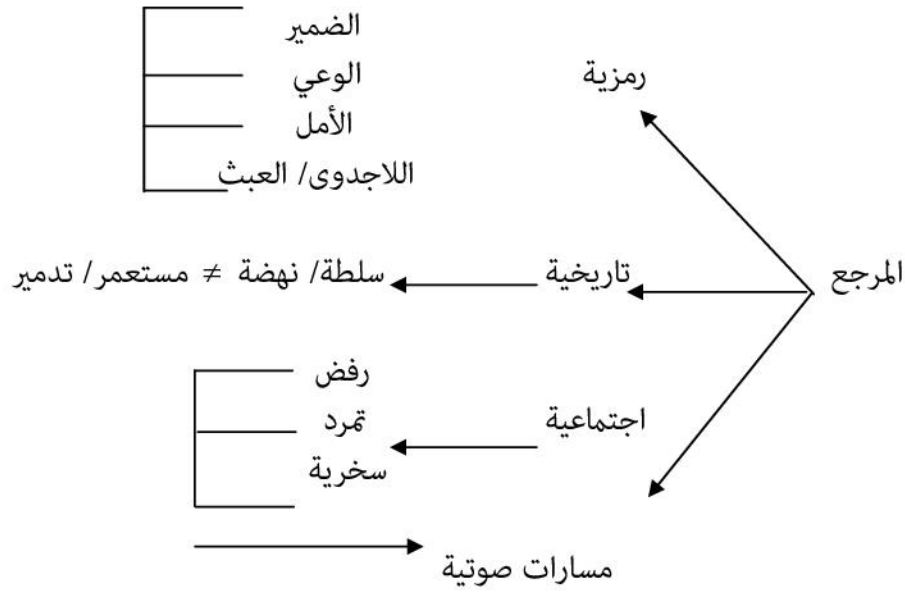 الضمير
الوعي
رمزية
الأمل
اللاجدوى/ العبث
المرجع
تاريخية
سلطة/ نهضة ≠ مستعمر/ تدمير
رفض
اجتماعية
تمرد
سخرية
مسارات صوتية